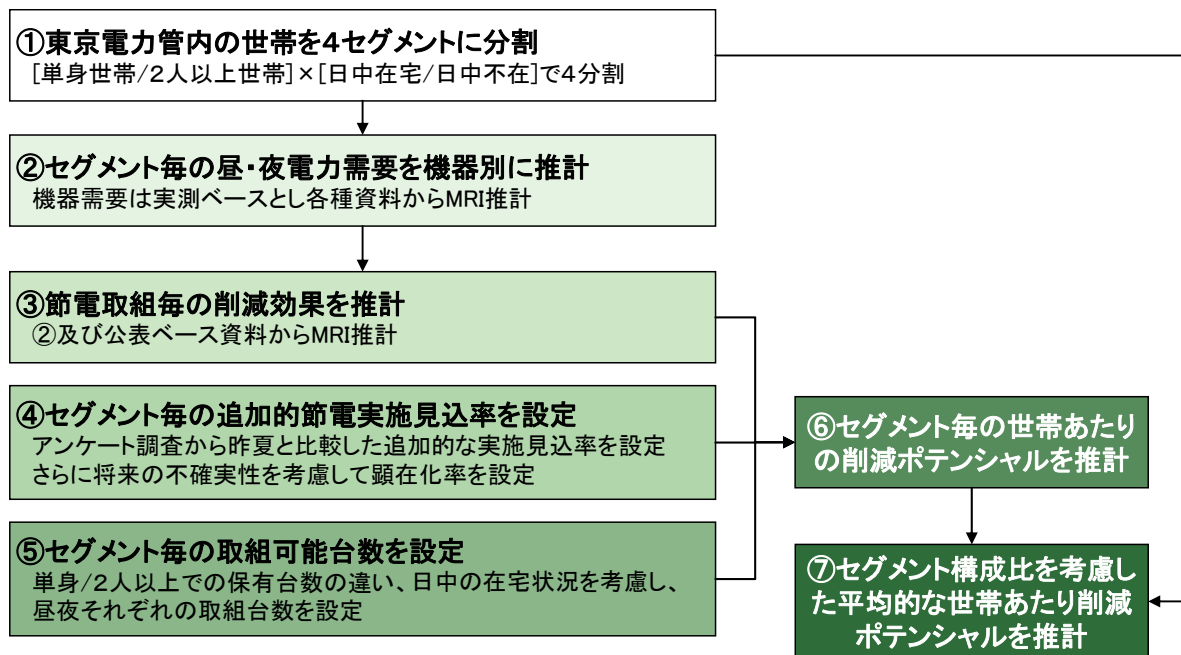 ①東京電力管内の世帯を4セグメントに分割
[単身世帯/2人以上世帯]×[日中在宅/日中不在]で4分割
②セグメント毎の昼・夜電力需要を機器別に推計
機器需要は実測ベースとし各種資料からMRI推計
③節電取組毎の削減効果を推計
②及び公表ベース資料からMRI推計
④セグメント毎の追加的節電実施見込率を設定
アンケート調査から昨夏と比較した追加的な実施見込率を設定
さらに将来の不確実性を考慮して顕在化率を設定
⑤セグメント毎の取組可能台数を設定
単身/2人以上での保有台数の違い、日中の在宅状況を考慮し、
昼夜それぞれの取組台数を設定
⑥セグメント毎の世帯あたり
の削減ポテンシャルを推計
⑦セグメント構成比を考慮し
た平均的な世帯あたり削減
ポテンシャルを推計